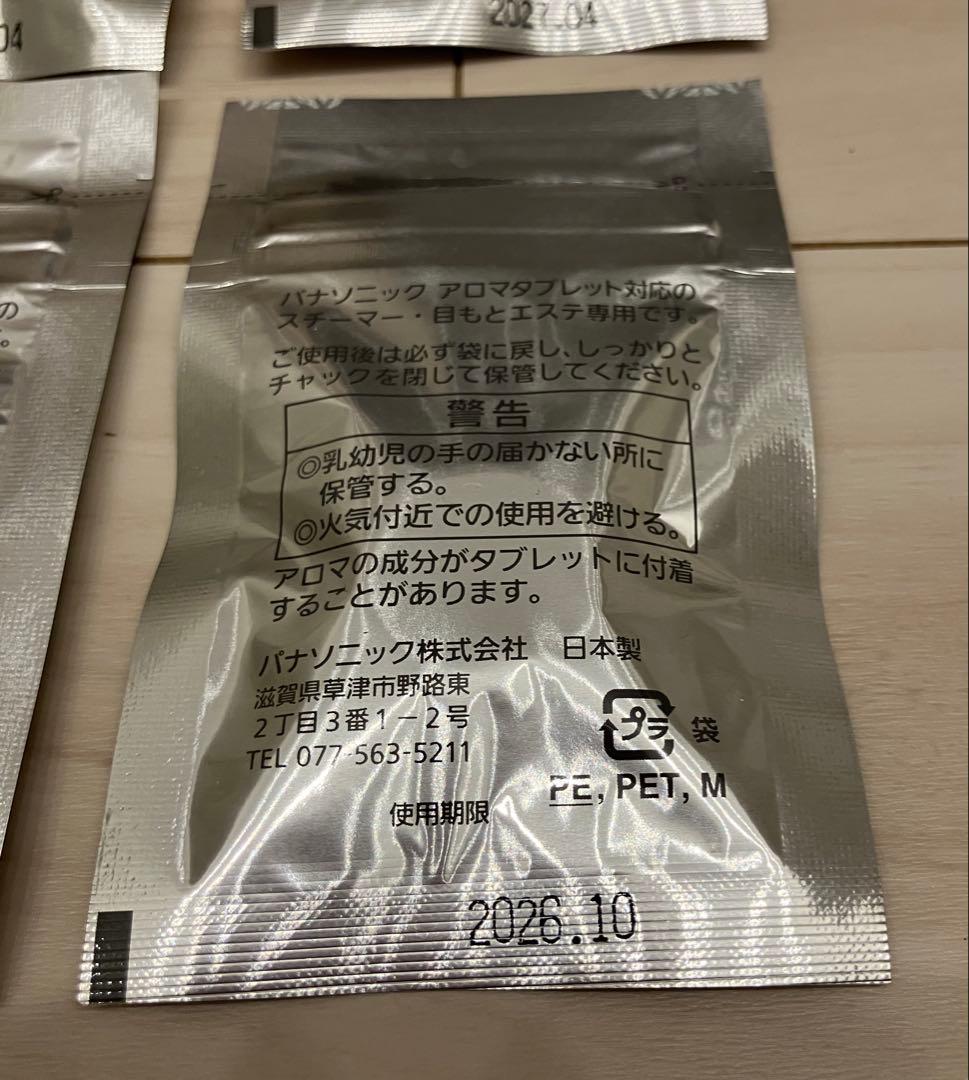 04
2027.04
の
。
パナソニック アロマタブレット対応の
スチーマー・目もとエステ専用です。
ご使用後は必ず袋に戻し、しっかりと
チャックを閉じて保管してください。
警告
◎乳幼児の手の届かない所に
保管する。
◎火気付近での使用を避ける。
アロマの成分がタブレットに付着
することがあります。
パナソニック株式会社 日本製
滋賀県草津市野路東
2丁目3番1－2号
TEL 077-563-5211
プラ 袋
PE, PET, M
使用期限
2026.10